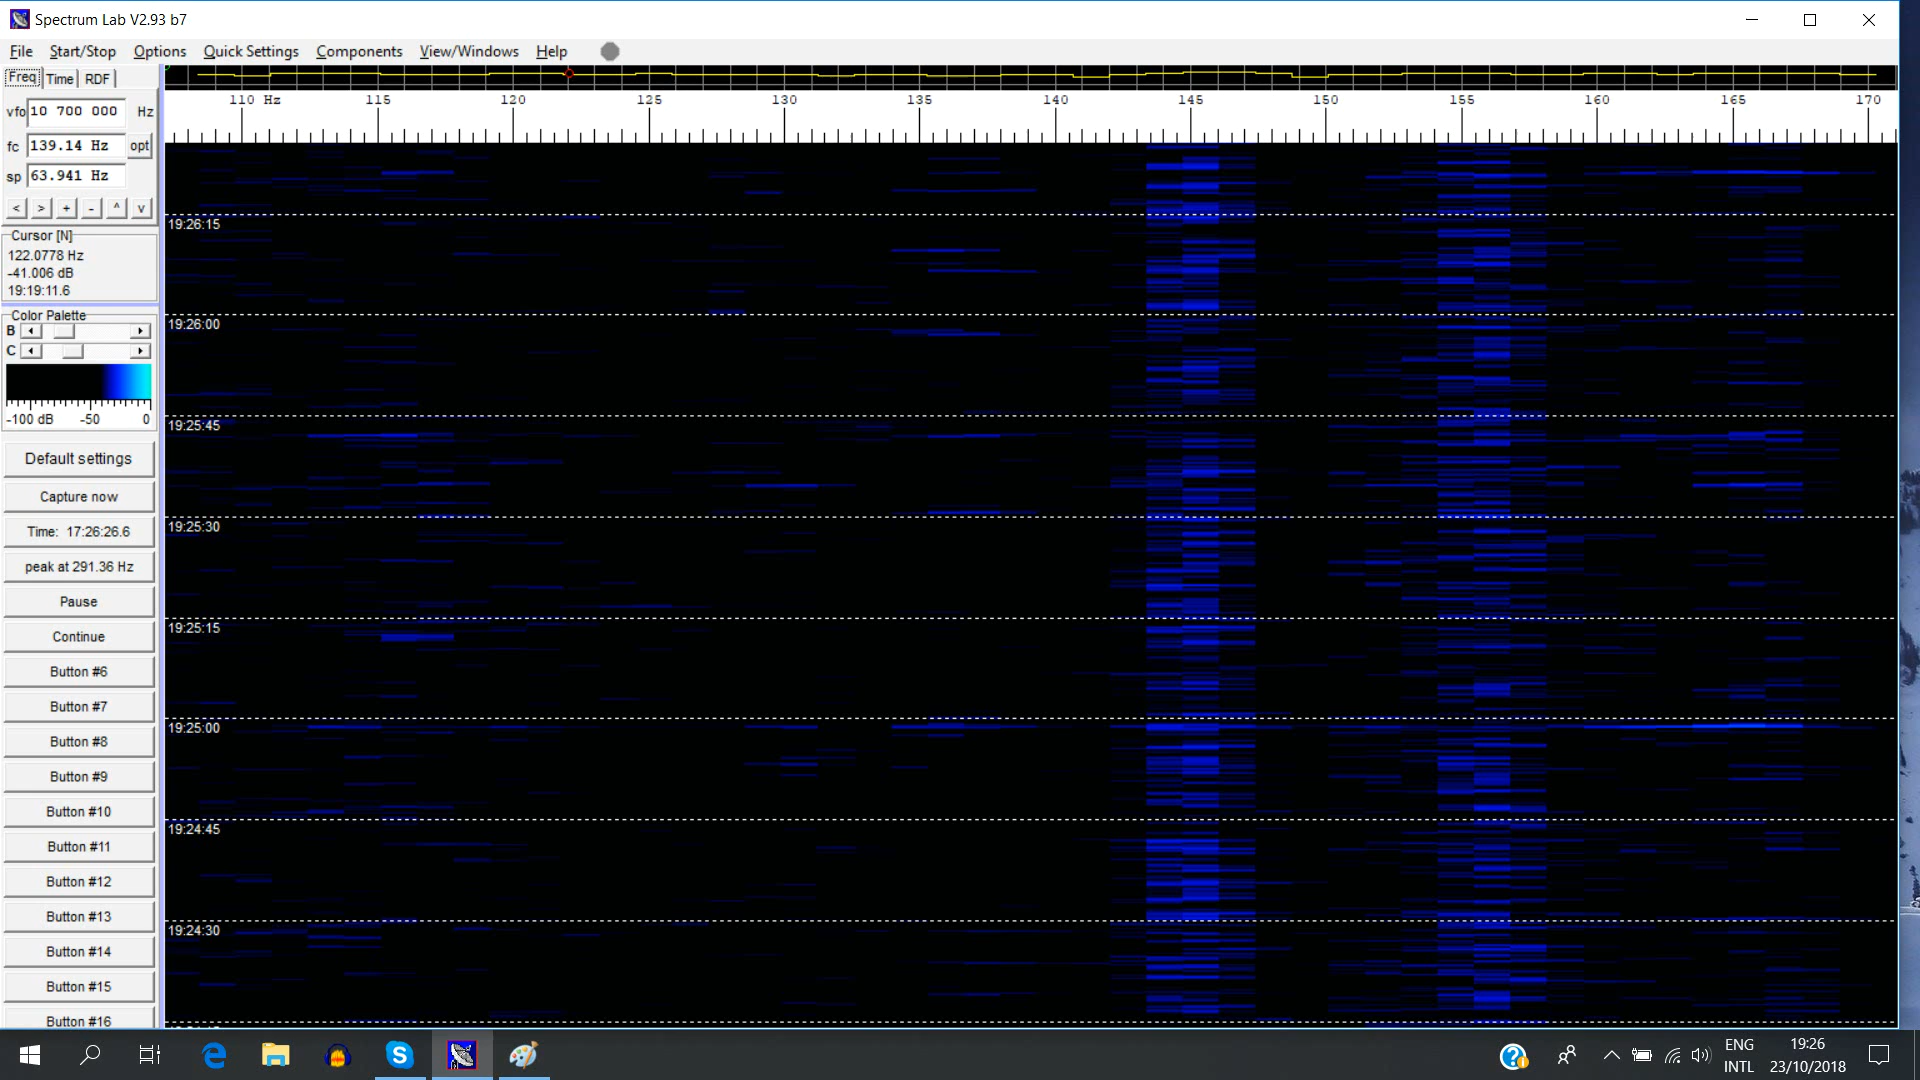 Spectrum Lab V2.93 b7
File Start/Stop Options Quick Settings Components View/Windows Help
Freq Time RDF
vfo 10 700 000 Hz
fc 139.14 Hz opt
sp 63.941 Hz
< > + - ^ v
Cursor [N]
122.0778 Hz
-41.006 dB
19:19:11.6
Color Palette
B
C
-100 dB -50 0
Default settings
Capture now
Time: 17:26:26.6
peak at 291.36 Hz
Pause
Continue
Button #6
Button #7
Button #8
Button #9
Button #10
Button #11
Button #12
Button #13
Button #14
Button #15
Button #16
110 Hz 115 120 125 130 135 140 145 150 155 160 165 170
19:26:15
19:26:00
19:25:45
19:25:30
19:25:15
19:25:00
19:24:45
19:24:30
ENG
INTL
19:26
23/10/2018